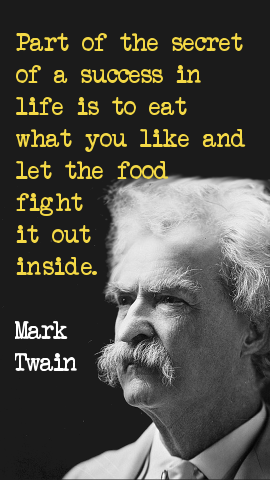 Part of the secret
of a success in
life is to eat
what you like and
let the food
fight
it out
inside.
Mark
Twain